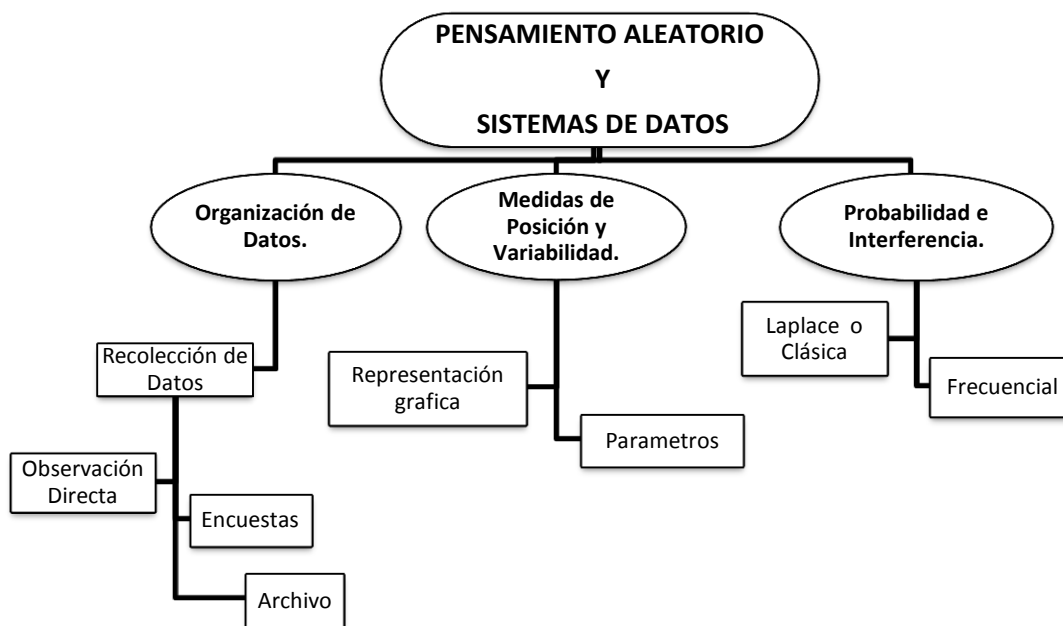 PENSAMIENTO ALEATORIO
Y
SISTEMAS DE DATOS
Organización de
Datos.
Medidas de
Posición y
Variabilidad.
Probabilidad e
Interferencia.
Recolección de
Datos
Observación
Directa
Encuestas
Archivo
Representación
grafica
Parametros
Laplace o
Clásica
Frecuencial